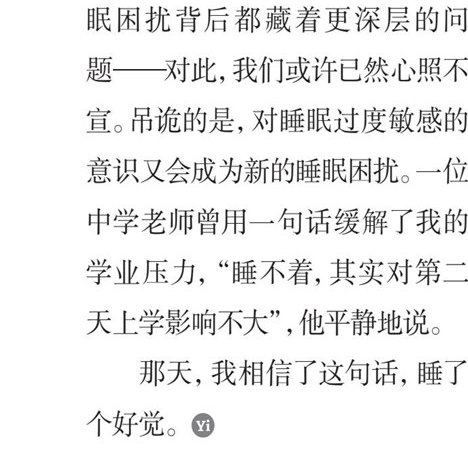 眠困扰背后都藏着更深层的问
题——对此，我们或许已然心照不
宣。吊诡的是，对睡眠过度敏感的
意识又会成为新的睡眠困扰。一位
中学老师曾用一句话缓解了我的
学业压力，“睡不着，其实对第二
天上学影响不大”，他平静地说。
那天，我相信了这句话，睡了
个好觉。Yi